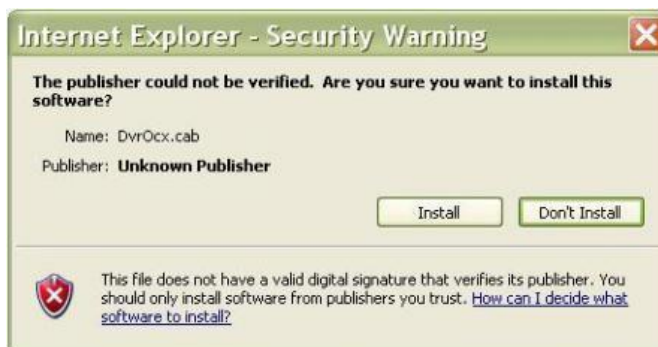 Internet Explorer - Security Warning
The publisher could not be verified. Are you sure you want to install this
software?
Name: DvrOcx.cab
Publisher: Unknown Publisher
Install Don't Install
This file does not have a valid digital signature that verifies its publisher. You
should only install software from publishers you trust. How can I decide what
software to install?